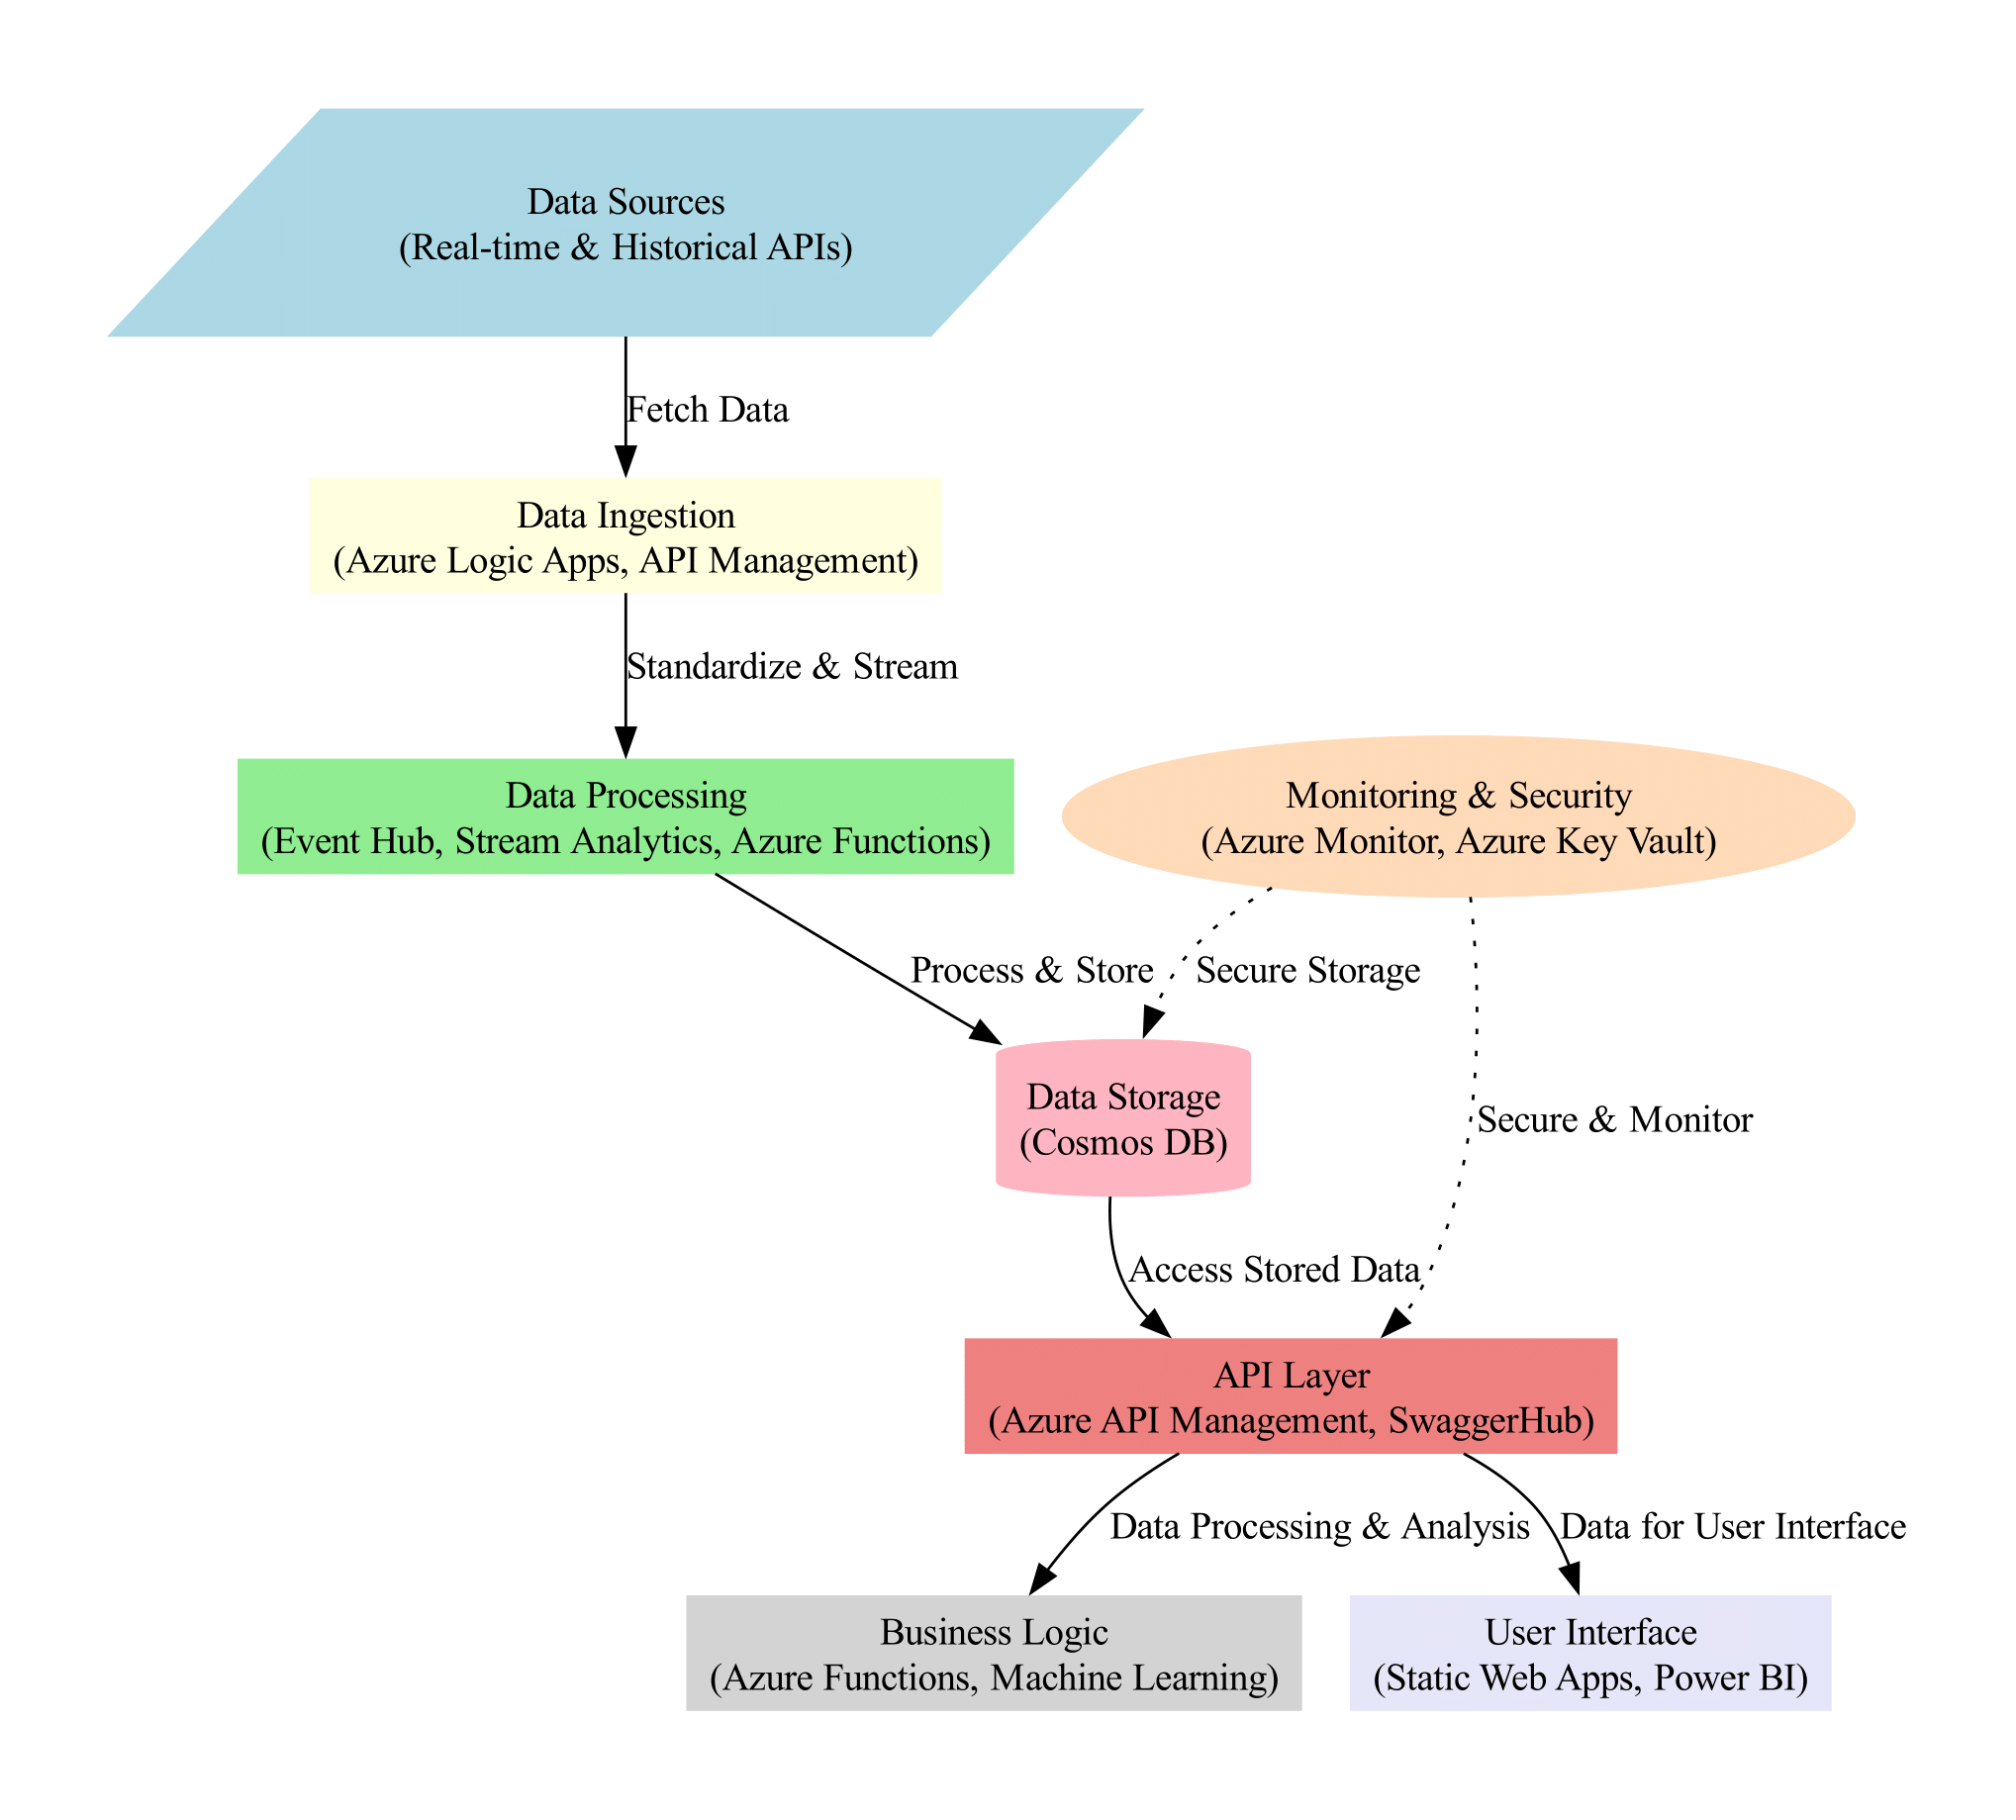 Data Sources
(Real-time & Historical APIs)
Fetch Data
Data Ingestion
(Azure Logic Apps, API Management)
Standardize & Stream
Data Processing
(Event Hub, Stream Analytics, Azure Functions)
Monitoring & Security
(Azure Monitor, Azure Key Vault)
Process & Store
Secure Storage
Data Storage
(Cosmos DB)
Secure & Monitor
Access Stored Data
API Layer
(Azure API Management, SwaggerHub)
Data Processing & Analysis
Data for User Interface
Business Logic
(Azure Functions, Machine Learning)
User Interface
(Static Web Apps, Power BI)